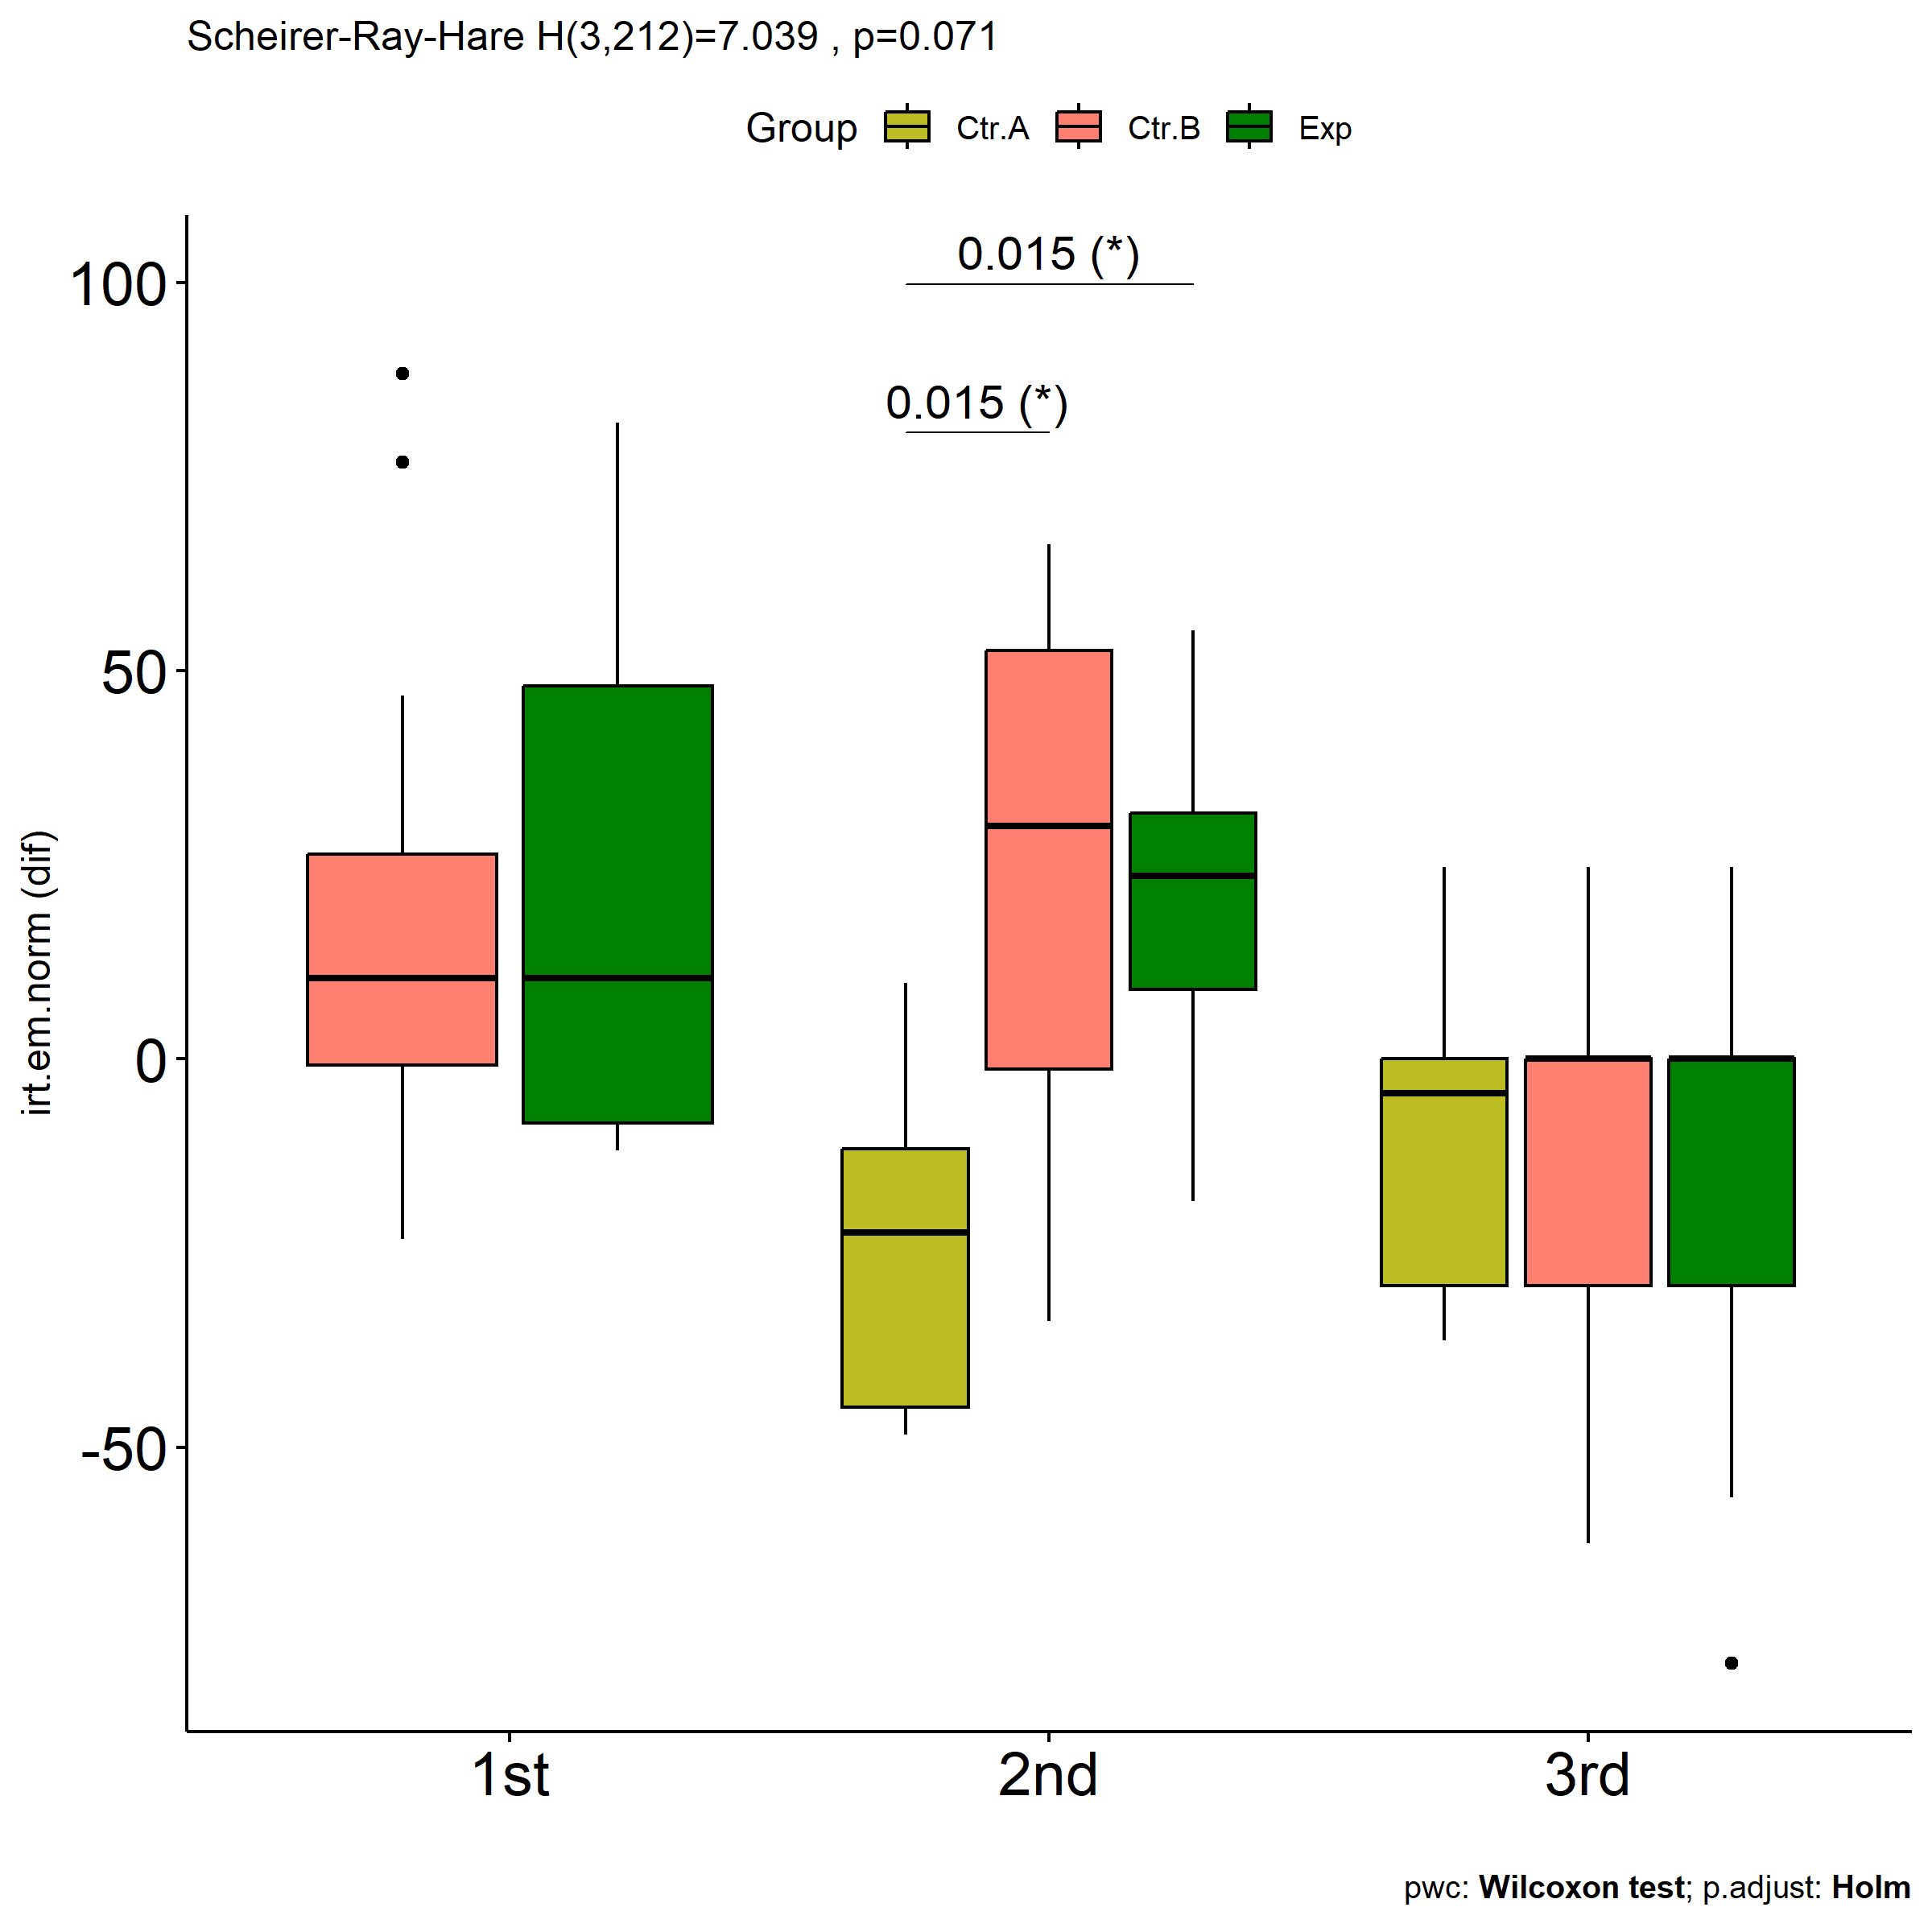 Scheirer-Ray-Hare H(3,212)=7.039 , p=0.071
Group Ctr.A Ctr.B Exp
0.015 (*)
0.015 (*)
100
50
0
-50
irt.em.norm (dif)
1st 2nd 3rd
pwc: Wilcoxon test; p.adjust: Holm